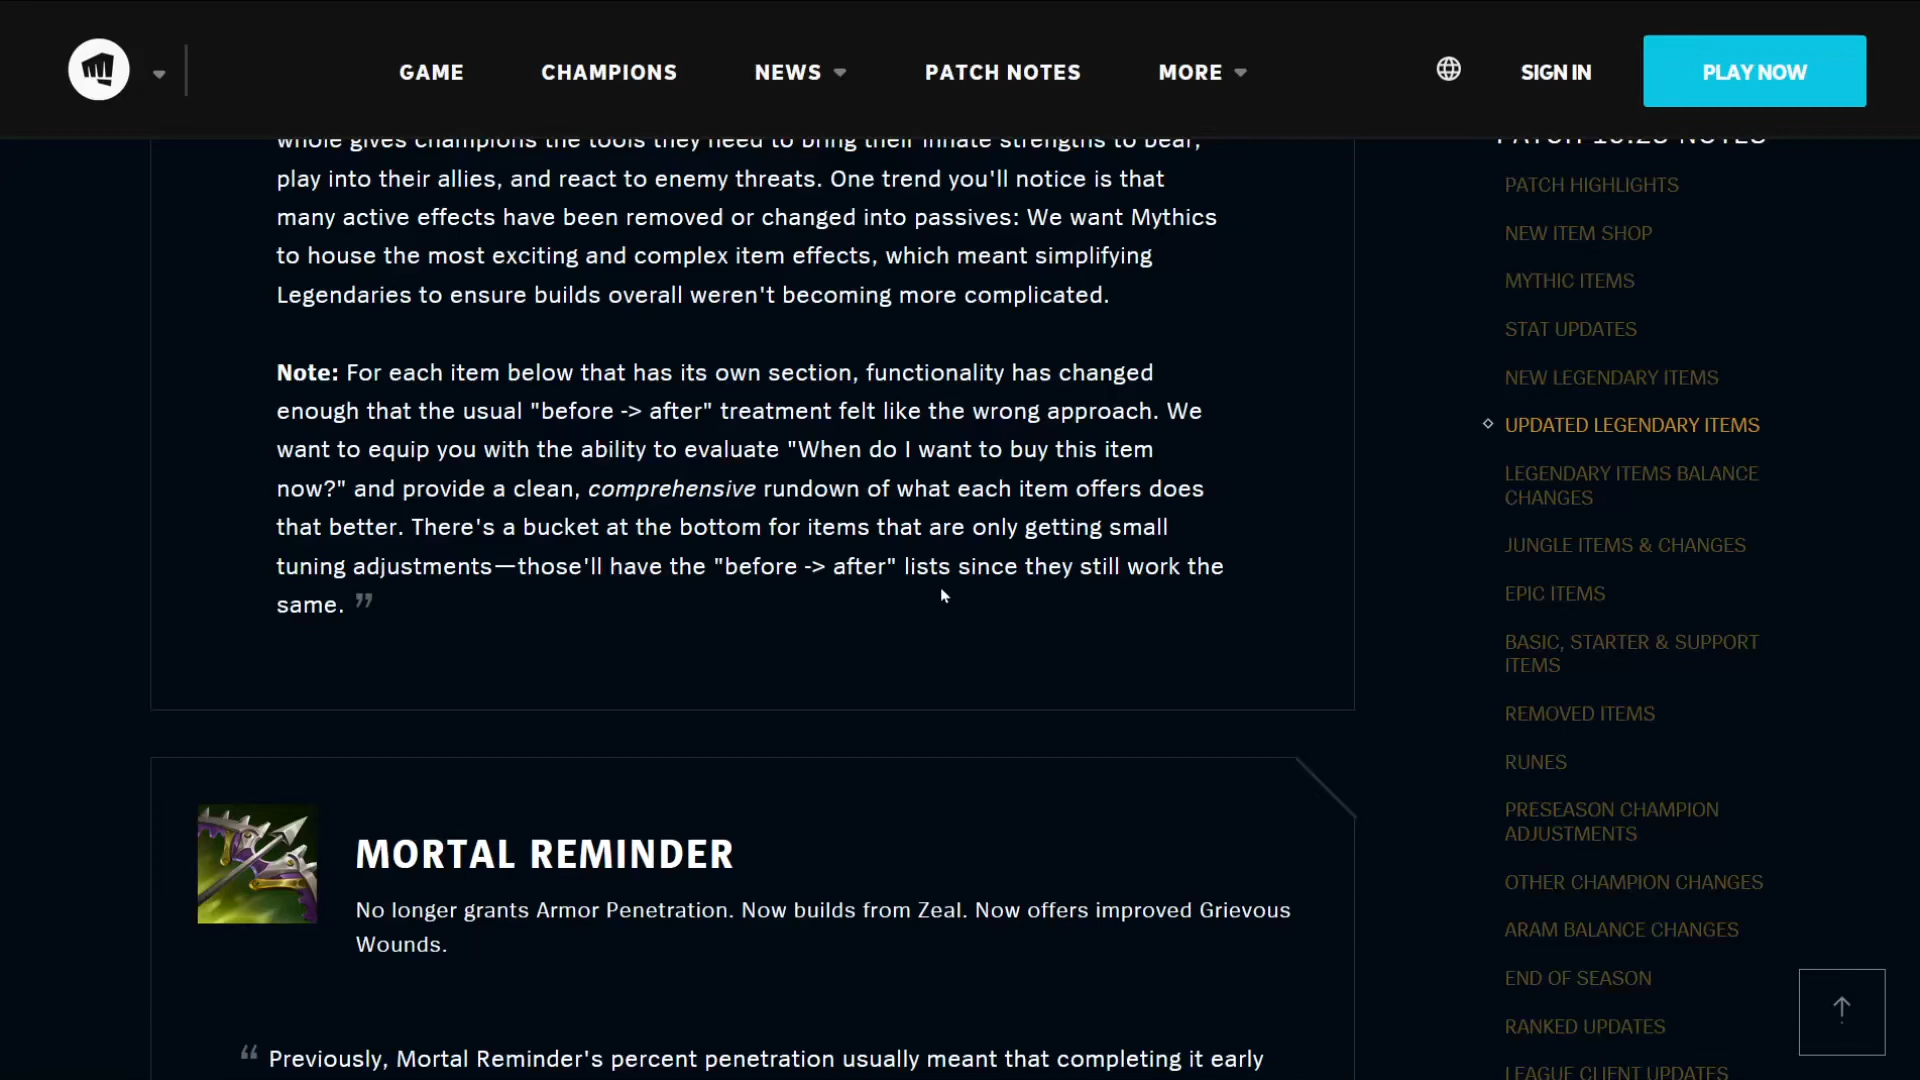 GAME
CHAMPIONS
NEWS
PATCH NOTES
MORE
SIGN IN
PLAY NOW
whole gives champions the tools they need to bring their innate strengths to bear,
play into their allies, and react to enemy threats. One trend you'll notice is that
many active effects have been removed or changed into passives: We want Mythics
to house the most exciting and complex item effects, which meant simplifying
Legendaries to ensure builds overall weren't becoming more complicated.
Note: For each item below that has its own section, functionality has changed
enough that the usual "before -> after" treatment felt like the wrong approach. We
want to equip you with the ability to evaluate "When do I want to buy this item
now?" and provide a clean, comprehensive rundown of what each item offers does
that better. There's a bucket at the bottom for items that are only getting small
tuning adjustments—those'll have the "before -> after" lists since they still work the
same. ”
MORTAL REMINDER
No longer grants Armor Penetration. Now builds from Zeal. Now offers improved Grievous
Wounds.
“ Previously, Mortal Reminder's percent penetration usually meant that completing it early
PATCH 10.23 NOTES
PATCH HIGHLIGHTS
NEW ITEM SHOP
MYTHIC ITEMS
STAT UPDATES
NEW LEGENDARY ITEMS
UPDATED LEGENDARY ITEMS
LEGENDARY ITEMS BALANCE
CHANGES
JUNGLE ITEMS & CHANGES
EPIC ITEMS
BASIC, STARTER & SUPPORT
ITEMS
REMOVED ITEMS
RUNES
PRESEASON CHAMPION
ADJUSTMENTS
OTHER CHAMPION CHANGES
ARAM BALANCE CHANGES
END OF SEASON
RANKED UPDATES
LEAGUE CLIENT UPDATES